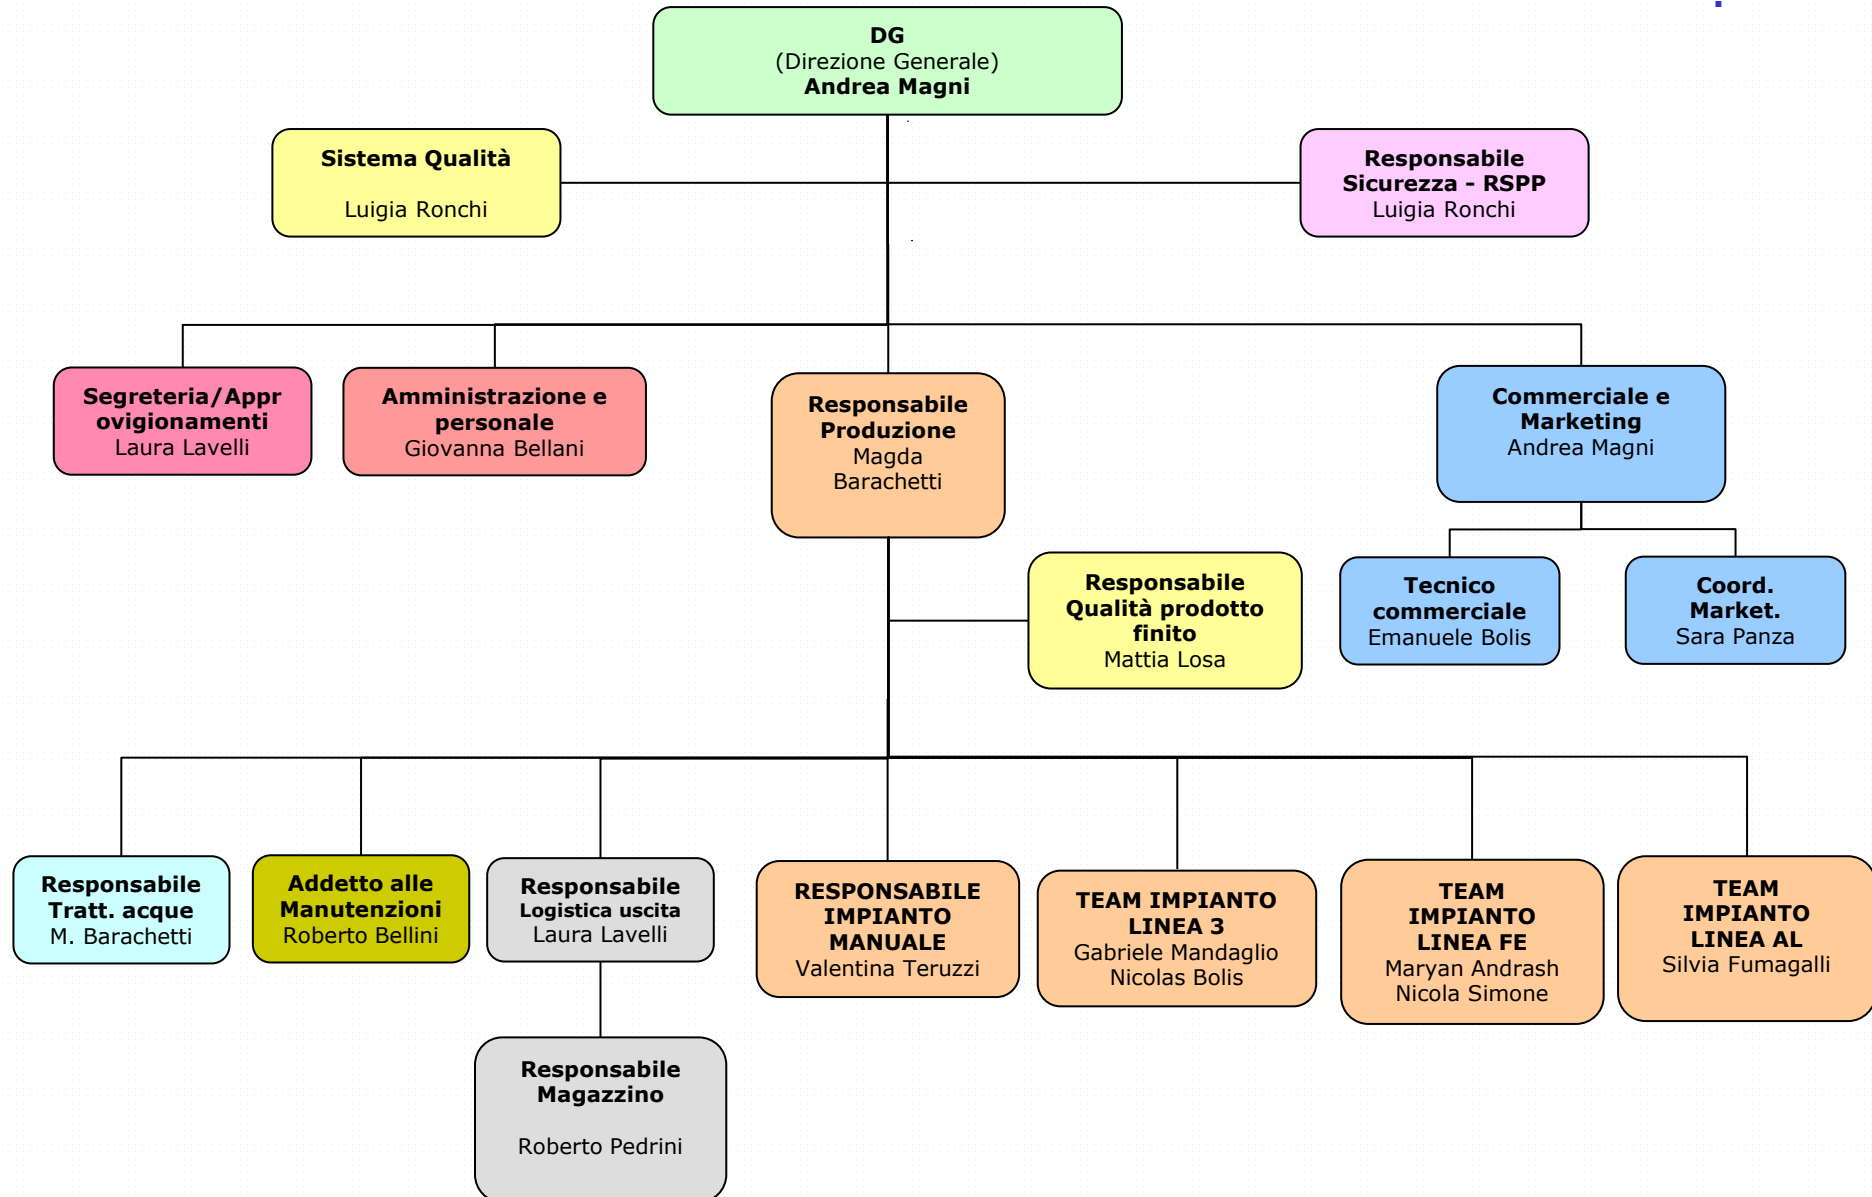 DG
(Direzione Generale)
Andrea Magni
Sistema Qualità
Luigia Ronchi
Responsabile
Sicurezza - RSPP
Luigia Ronchi
Segreteria/Appr
ovigionamenti
Laura Lavelli
Amministrazione e
personale
Giovanna Bellani
Responsabile
Produzione
Magda
Barachetti
Commerciale e
Marketing
Andrea Magni
Responsabile
Qualità prodotto
finito
Mattia Losa
Tecnico
commerciale
Emanuele Bolis
Coord.
Market.
Sara Panza
Responsabile
Tratt. acque
M. Barachetti
Addetto alle
Manutenzioni
Roberto Bellini
Responsabile
Logistica uscita
Laura Lavelli
RESPONSABILE
IMPIANTO
MANUALE
Valentina Teruzzi
TEAM IMPIANTO
LINEA 3
Gabriele Mandaglio
Nicolas Bolis
TEAM
IMPIANTO
LINEA FE
Maryan Andrash
Nicola Simone
TEAM
IMPIANTO
LINEA AL
Silvia Fumagalli
Responsabile
Magazzino
Roberto Pedrini